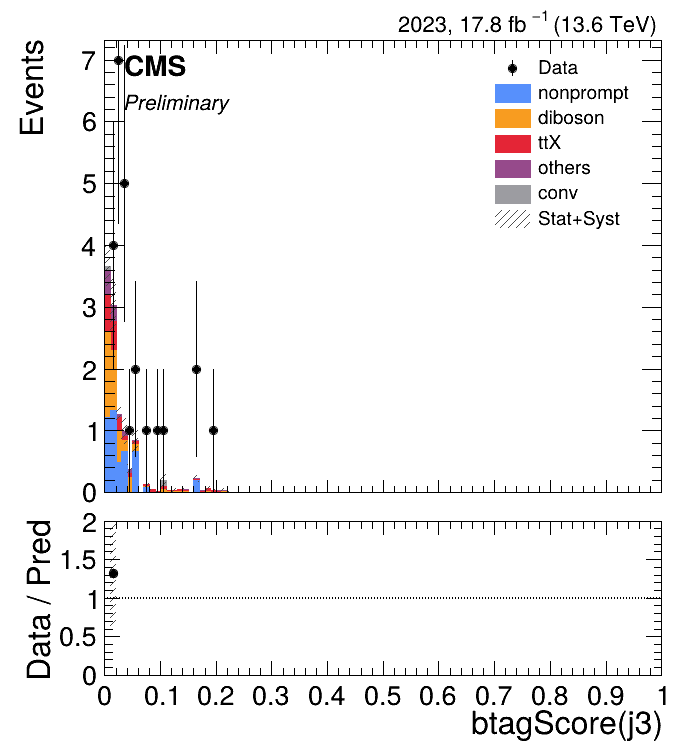 2023, 17.8 fb⁻¹ (13.6 TeV)
Events
7
6
5
4
3
2
1
0
CMS
Preliminary
Data
nonprompt
diboson
ttX
others
conv
Stat+Syst
Data / Pred
2
1.5
1
0.5
0
0 0.1 0.2 0.3 0.4 0.5 0.6 0.7 0.8 0.9 1
btagScore(j3)